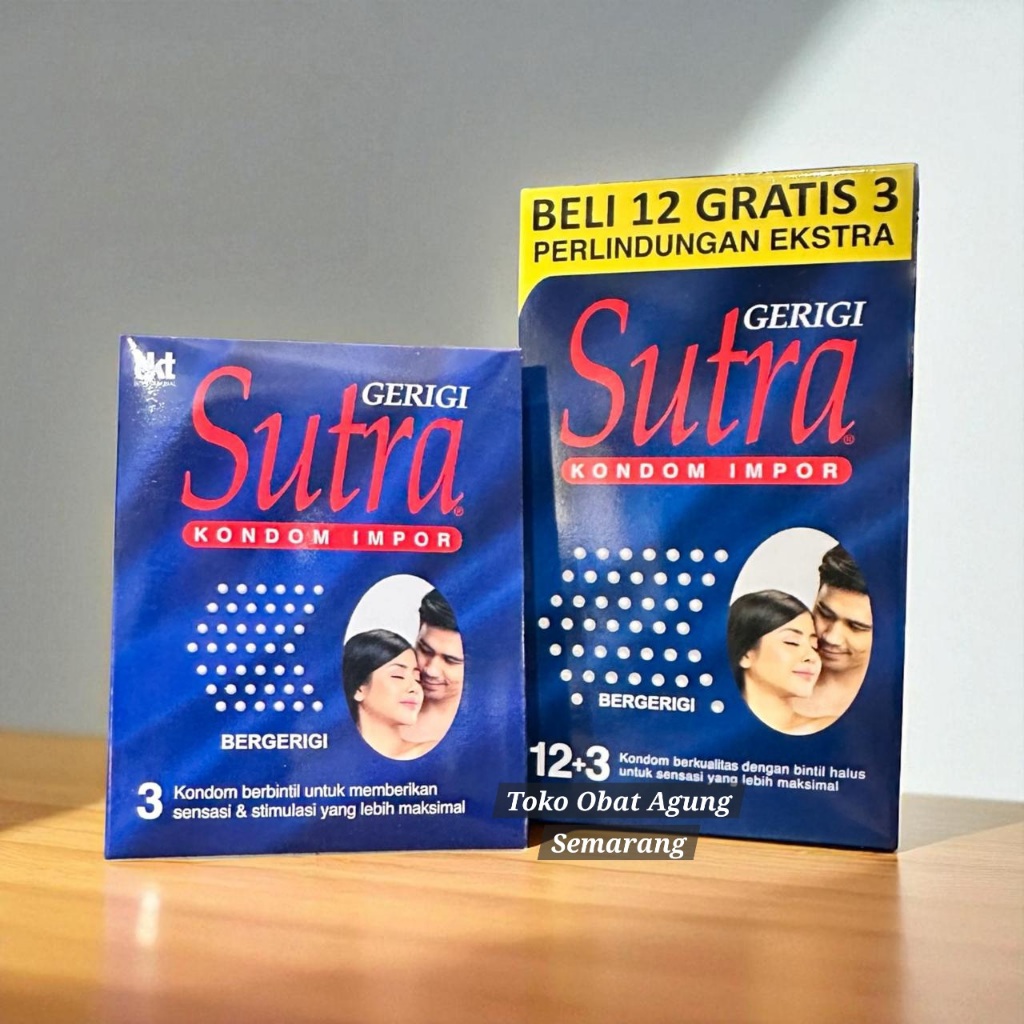 dkt
GERIGI
Sutra®
KONDOM IMPOR
BERGERIGI
3 Kondom berbintil untuk memberikan
sensasi & stimulasi yang lebih maksimal
BELI 12 GRATIS 3
PERLINDUNGAN EKSTRA
GERIGI
Sutra®
KONDOM IMPOR
BERGERIGI
12+3 Kondom berkualitas dengan bintil halus
untuk sensasi yang lebih maksimal
Toko Obat Agung
Semarang